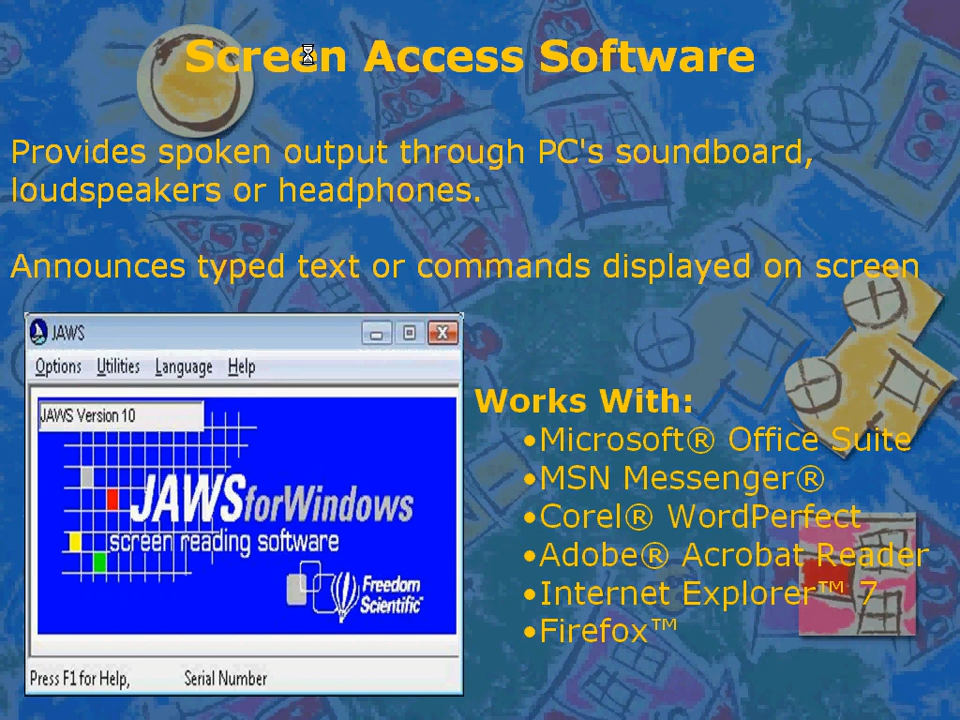 Screen Access Software
Provides spoken output through PC's soundboard,
loudspeakers or headphones.
Announces typed text or commands displayed on screen
JAWS
Options Utilities Language Help
JAWS Version 10
JAWSforWindows
screen reading software
Freedom
Scientific™
Press F1 for Help, Serial Number
Works With:
•Microsoft® Office Suite
•MSN Messenger®
•Corel® WordPerfect
•Adobe® Acrobat Reader
•Internet Explorer™ 7
•Firefox™